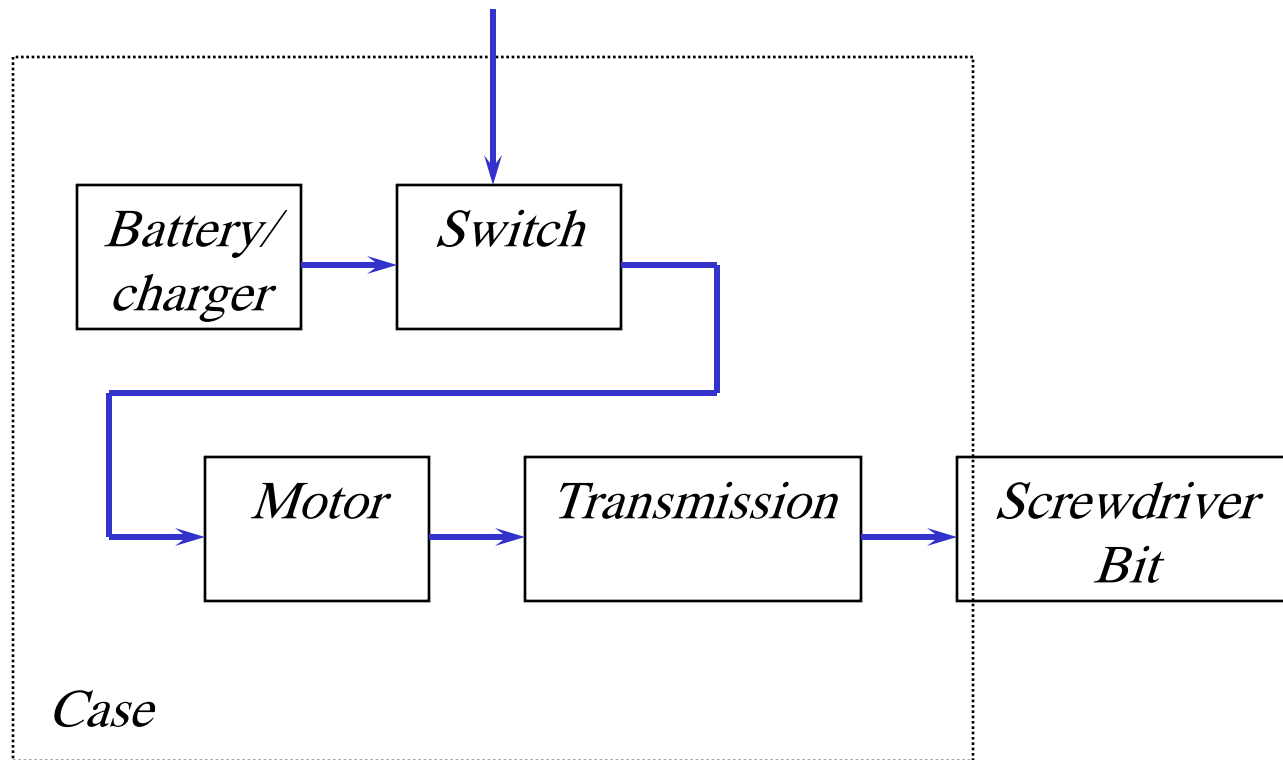 Battery/
charger
Switch
Motor
Transmission
Screwdriver
Bit
Case